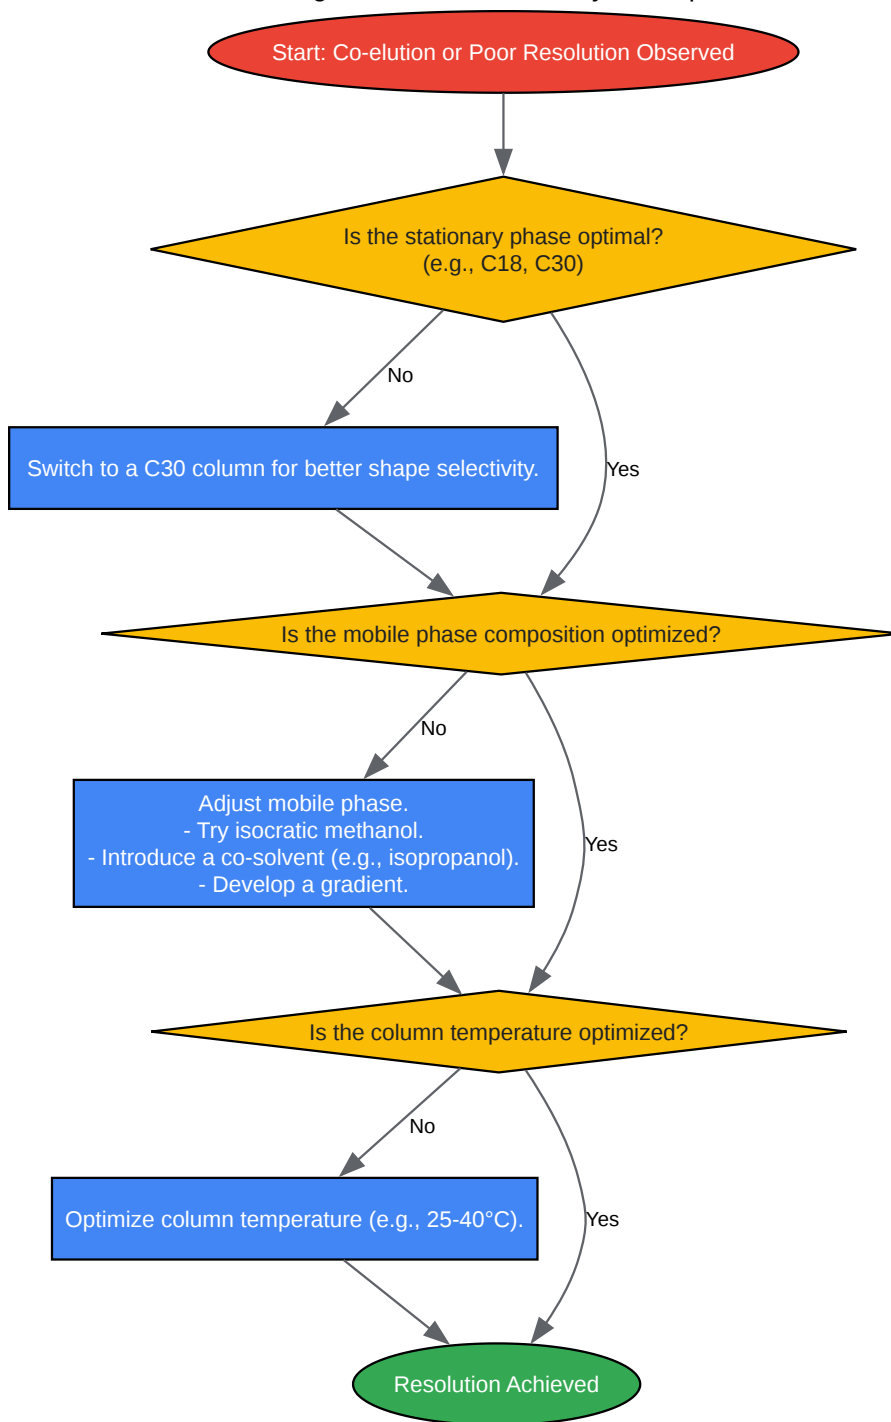 Start: Co-elution or Poor Resolution Observed
Is the stationary phase optimal?
(e.g., C18, C30)
No
Switch to a C30 column for better shape selectivity.
Yes
Is the mobile phase composition optimized?
No
Adjust mobile phase.
- Try isocratic methanol.
- Introduce a co-solvent (e.g., isopropanol).
- Develop a gradient.
Yes
Is the column temperature optimized?
No
Optimize column temperature (e.g., 25-40°C).
Yes
Resolution Achieved